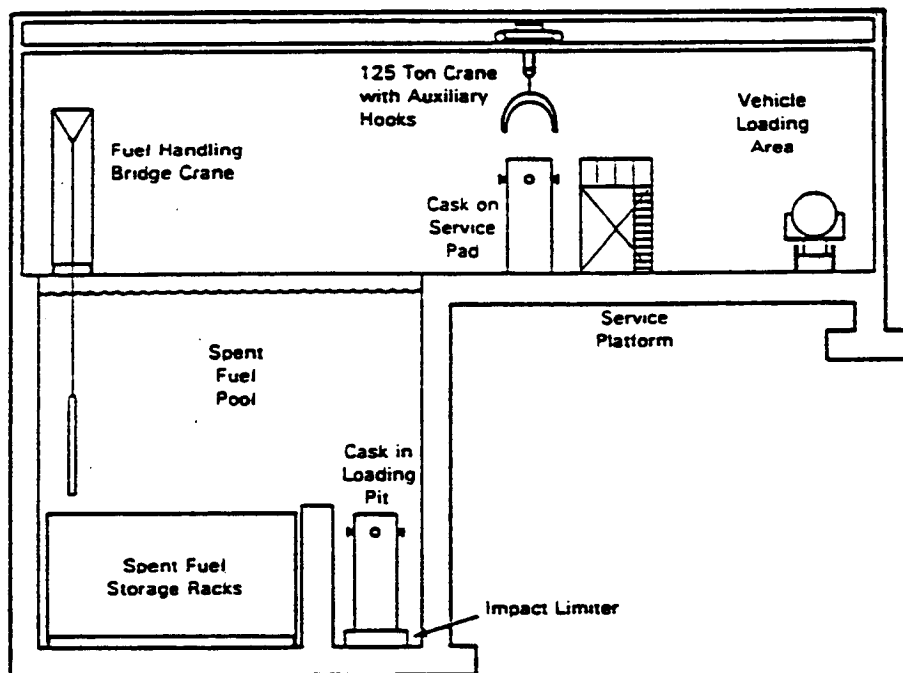 125 Ton Crane
with Auxiliary
Hooks
Vehicle
Loading
Area
Fuel Handling
Bridge Crane
Cask on
Service
Pad
Service
Platform
Spent
Fuel
Pool
Cask in
Loading
Pit
Spent Fuel
Storage Racks
Impact Limiter